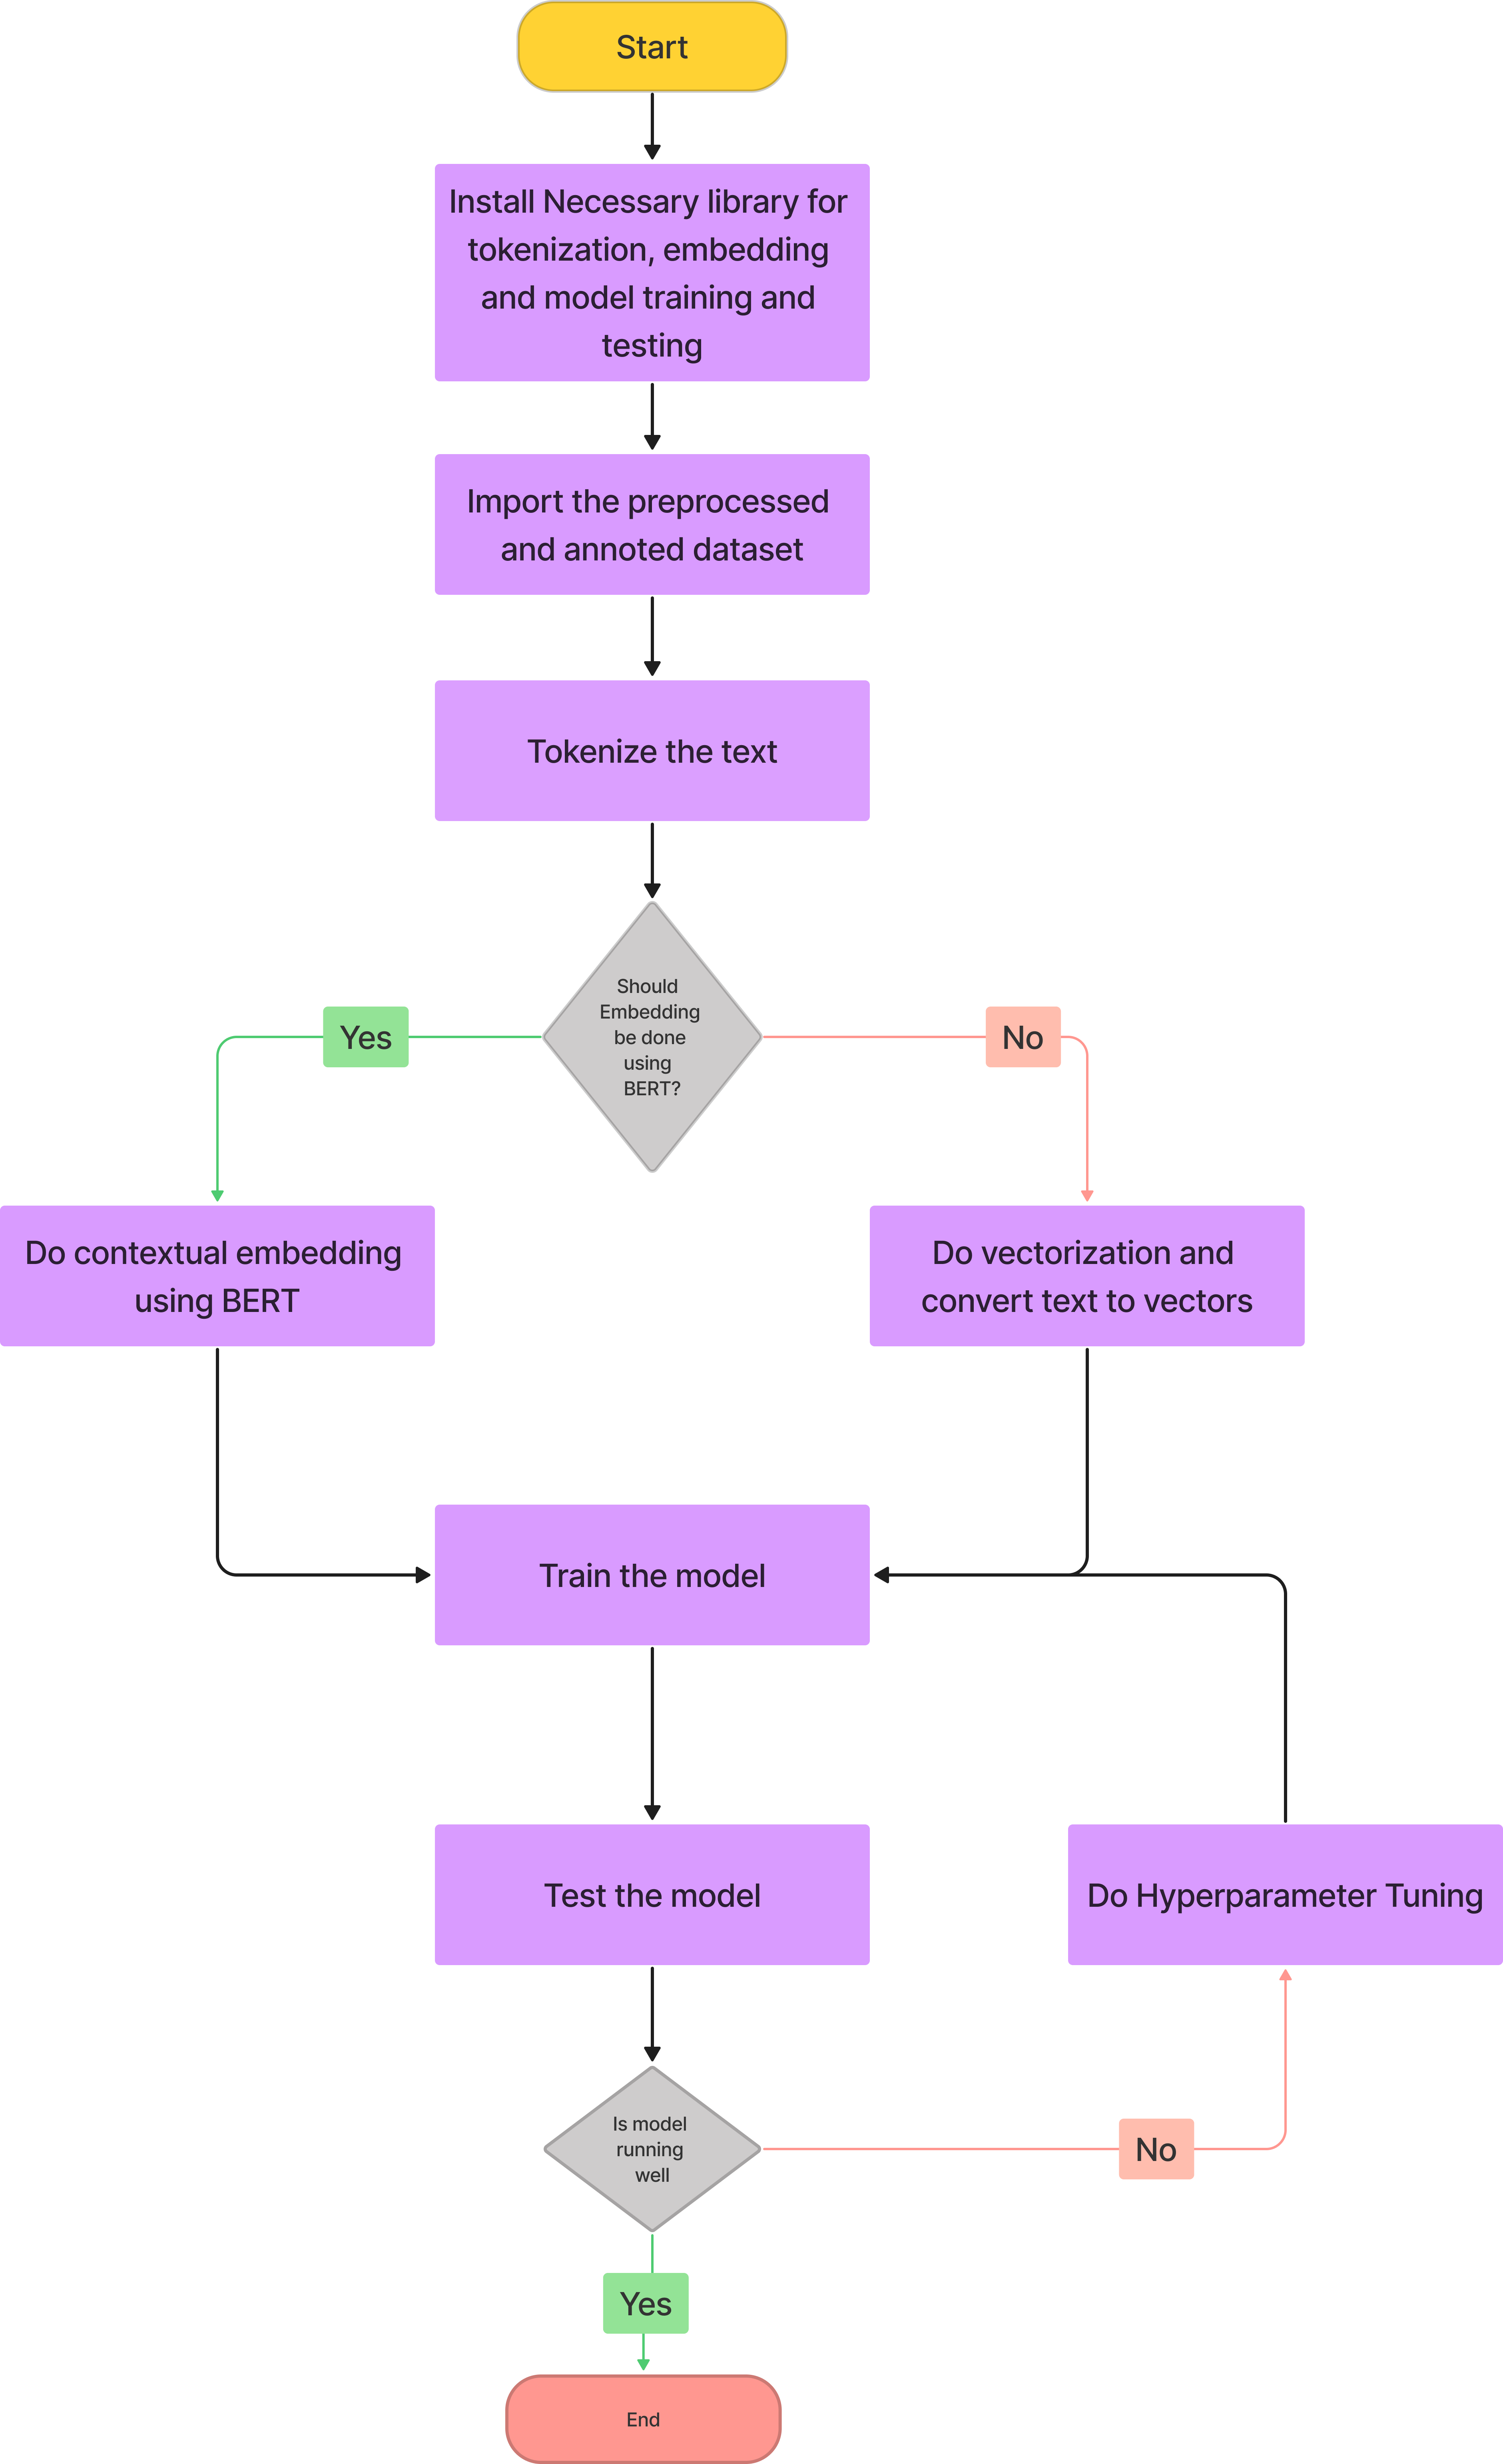 Start
Install Necessary library for
tokenization, embedding
and model training and
testing
Import the preprocessed
and annoted dataset
Tokenize the text
Should
Embedding
be done
using
BERT?
Yes
No
Do contextual embedding
using BERT
Do vectorization and
convert text to vectors
Train the model
Test the model
Do Hyperparameter Tuning
Is model
running
well
No
Yes
End